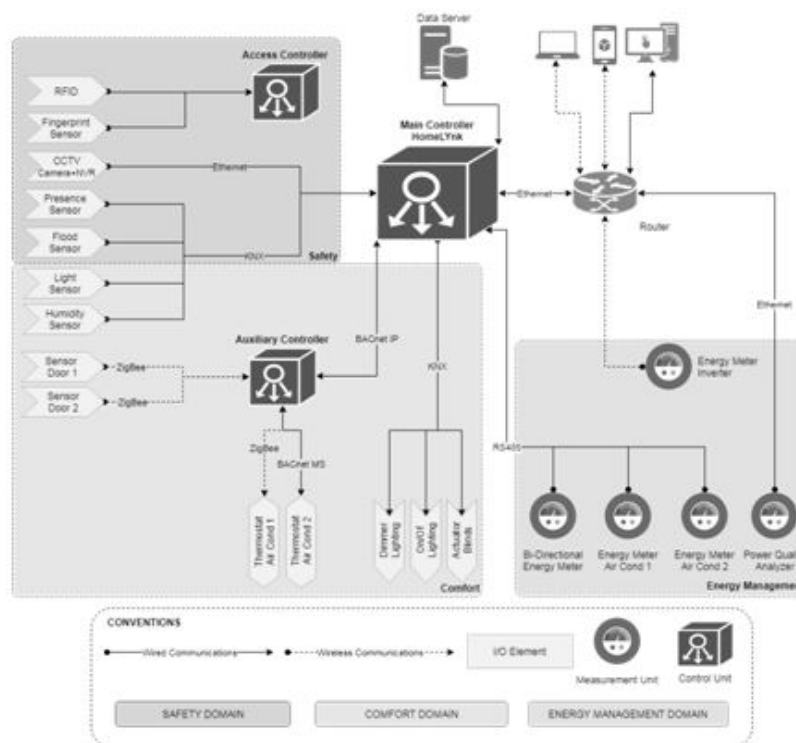 Data Server
Access Controller
RFID
Fingerprint
Sensor
Main Controller
HomeLYnk
CCTV
Camera+NVR
Ethernet
Ethernet
Presence
Sensor
Router
Flood
Sensor
KNX
Safety
Light
Sensor
Ethernet
Humidity
Sensor
BACnet IP
Auxiliary Controller
Sensor
Door 1
ZigBee
KNX
Energy Meter
Inverter
Sensor
Door 2
ZigBee
ZigBee
BACnet MS
RS485
Thermostat
Air Cond 1
Thermostat
Air Cond 2
Dimmer
Lighting
On/Of
Lighting
Actuator
Blinds
Bi-Directional
Energy Meter
Energy Meter
Air Cond 1
Energy Meter
Air Cond 2
Power Quali
Analyzer
Comfort
Energy Managem
CONVENTIONS
Wired Communications
Wireless Communications
I/O Element
Measurement Unit
Control Unit
SAFETY DOMAIN
COMFORT DOMAIN
ENERGY MANAGEMENT DOMAIN